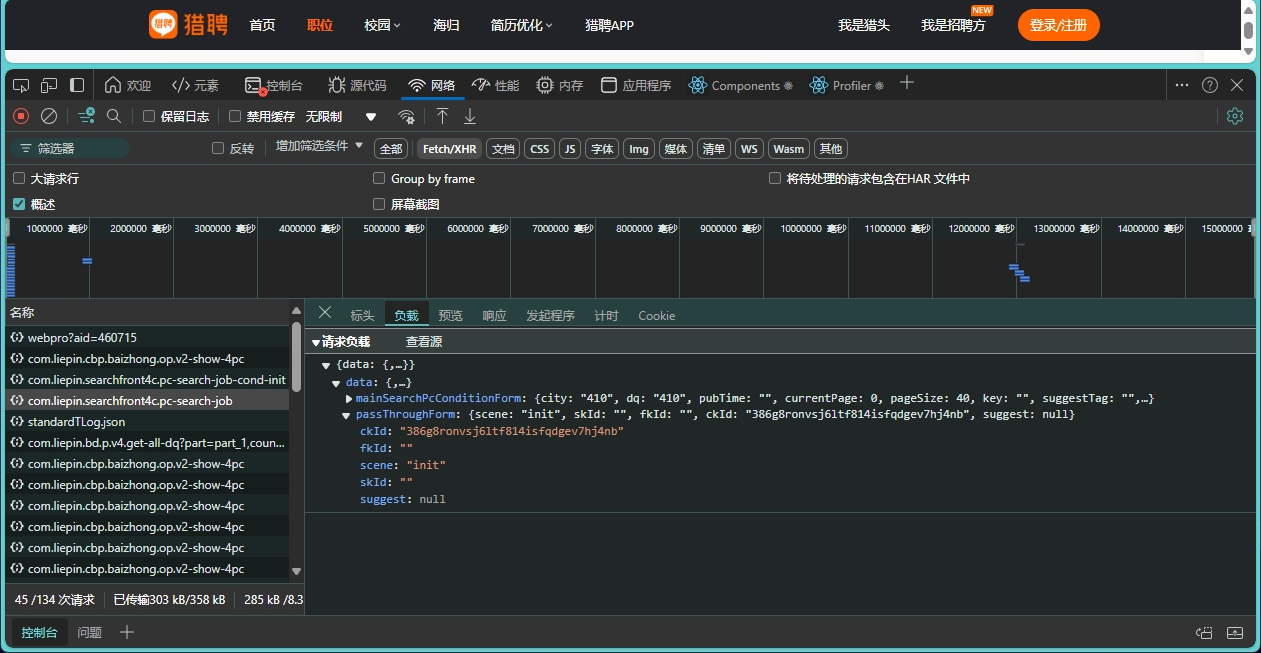 猎聘 猎聘 首页 职位 校园 海归 简历优化 猎聘APP 我是猎头 我是招聘方 NEW 登录/注册
欢迎 元素 控制台 源代码 网络 性能 内存 应用程序 Components Profiler
保留日志 禁用缓存 无限制
筛选器 反转 增加筛选条件 全部 Fetch/XHR 文档 CSS JS 字体 Img 媒体 清单 WS Wasm 其他
大请求行 Group by frame 将待处理的请求包含在HAR 文件中
概述 屏幕截图
1000000 毫秒 2000000 毫秒 3000000 毫秒 4000000 毫秒 5000000 毫秒 6000000 毫秒 7000000 毫秒 8000000 毫秒 9000000 毫秒 10000000 毫秒 11000000 毫秒 12000000 毫秒 13000000 毫秒 14000000 毫秒 15000000
名称
webpro?aid=460715
com.liepin.cbp.baizhong.op.v2-show-4pc
com.liepin.searchfront4c.pc-search-job-cond-init
com.liepin.searchfront4c.pc-search-job
standardTLog.json
com.liepin.bd.p.v4.get-all-dq?part=part_1,coun...
com.liepin.cbp.baizhong.op.v2-show-4pc
com.liepin.cbp.baizhong.op.v2-show-4pc
com.liepin.cbp.baizhong.op.v2-show-4pc
com.liepin.cbp.baizhong.op.v2-show-4pc
com.liepin.cbp.baizhong.op.v2-show-4pc
com.liepin.cbp.baizhong.op.v2-show-4pc
45 /134 次请求 已传输303 kB/358 kB 285 kB /8.3
标头 负载 预览 响应 发起程序 计时 Cookie
请求负载 查看源
{data: {,…}}
data: {,…}
mainSearchPcConditionForm: {city: "410", dq: "410", pubTime: "", currentPage: 0, pageSize: 40, key: "", suggestTag: "",…}
passThroughForm: {scene: "init", skId: "", fkId: "", ckId: "386g8ronvsj6ltf814isfqdgev7hj4nb", suggest: null}
ckId: "386g8ronvsj6ltf814isfqdgev7hj4nb"
fkId: ""
scene: "init"
skId: ""
suggest: null
控制台 问题